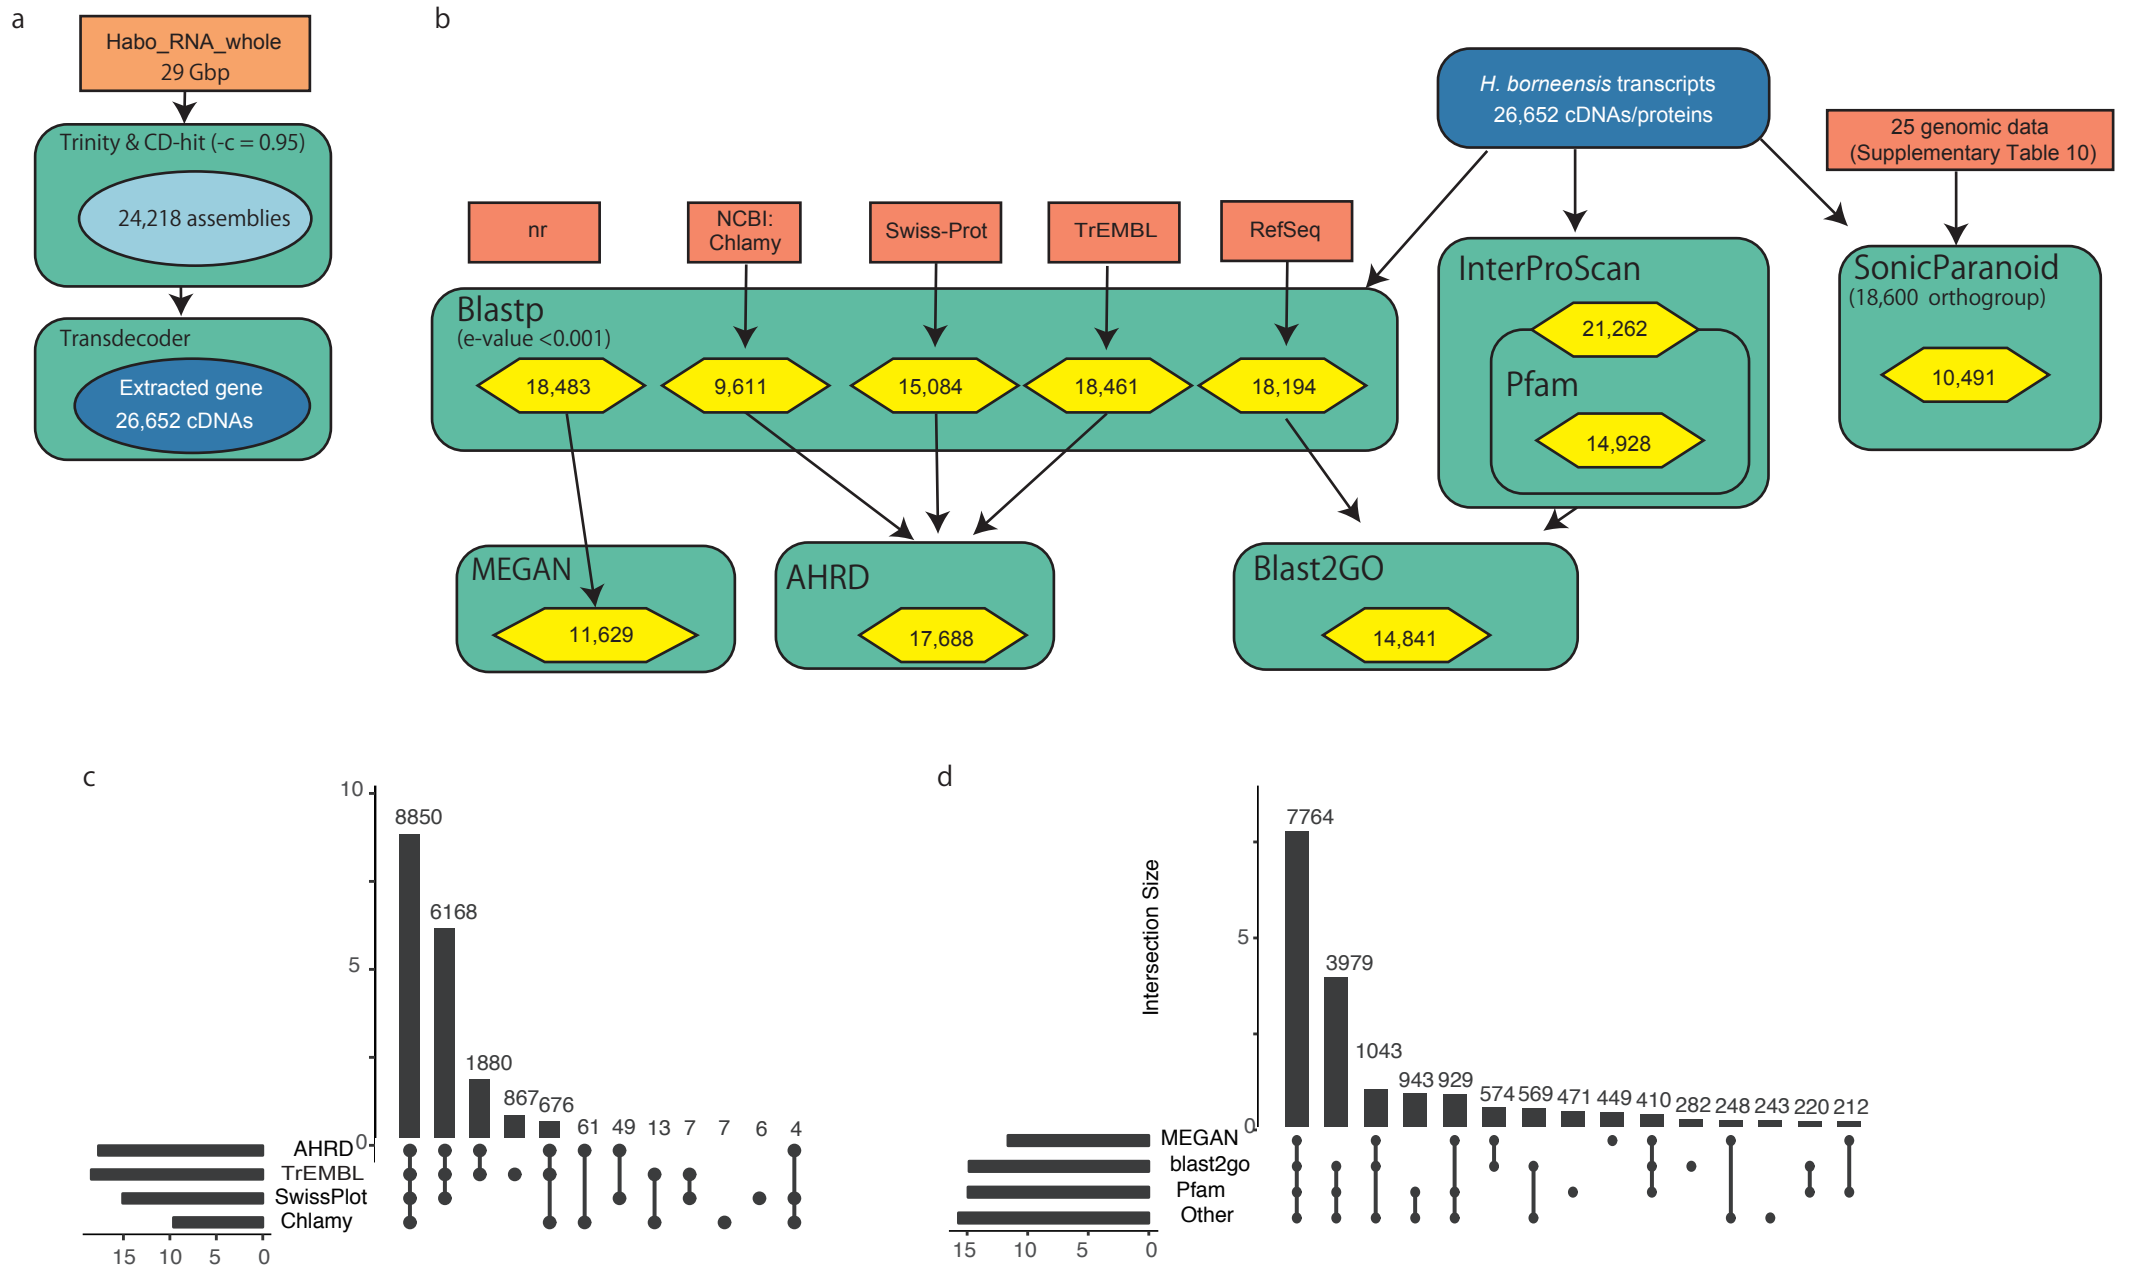 a
Habo_RNA_whole
29 Gbp
Trinity & CD-hit (-c = 0.95)
24,218 assemblies
Transdecoder
Extracted gene
26,652 cDNAs
b
H. borneensis transcripts
26,652 cDNAs/proteins
25 genomic data
(Supplementary Table 10)
nr
NCBI:
Chlamy
Swiss-Prot
TrEMBL
RefSeq
Blastp
(e-value <0.001)
18,483
9,611
15,084
18,461
18,194
InterProScan
21,262
Pfam
14,928
SonicParanoid
(18,600 orthogroup)
10,491
MEGAN
11,629
AHRD
17,688
Blast2GO
14,841
c
10
5
0
8850
6168
1880
867
676
61
49
13
7
7
6
4
AHRD
TrEMBL
SwissPlot
Chlamy
15 10 5 0
d
Intersection Size
5
0
7764
3979
1043
943
929
574
569
471
449
410
282
248
243
220
212
MEGAN
blast2go
Pfam
Other
15 10 5 0